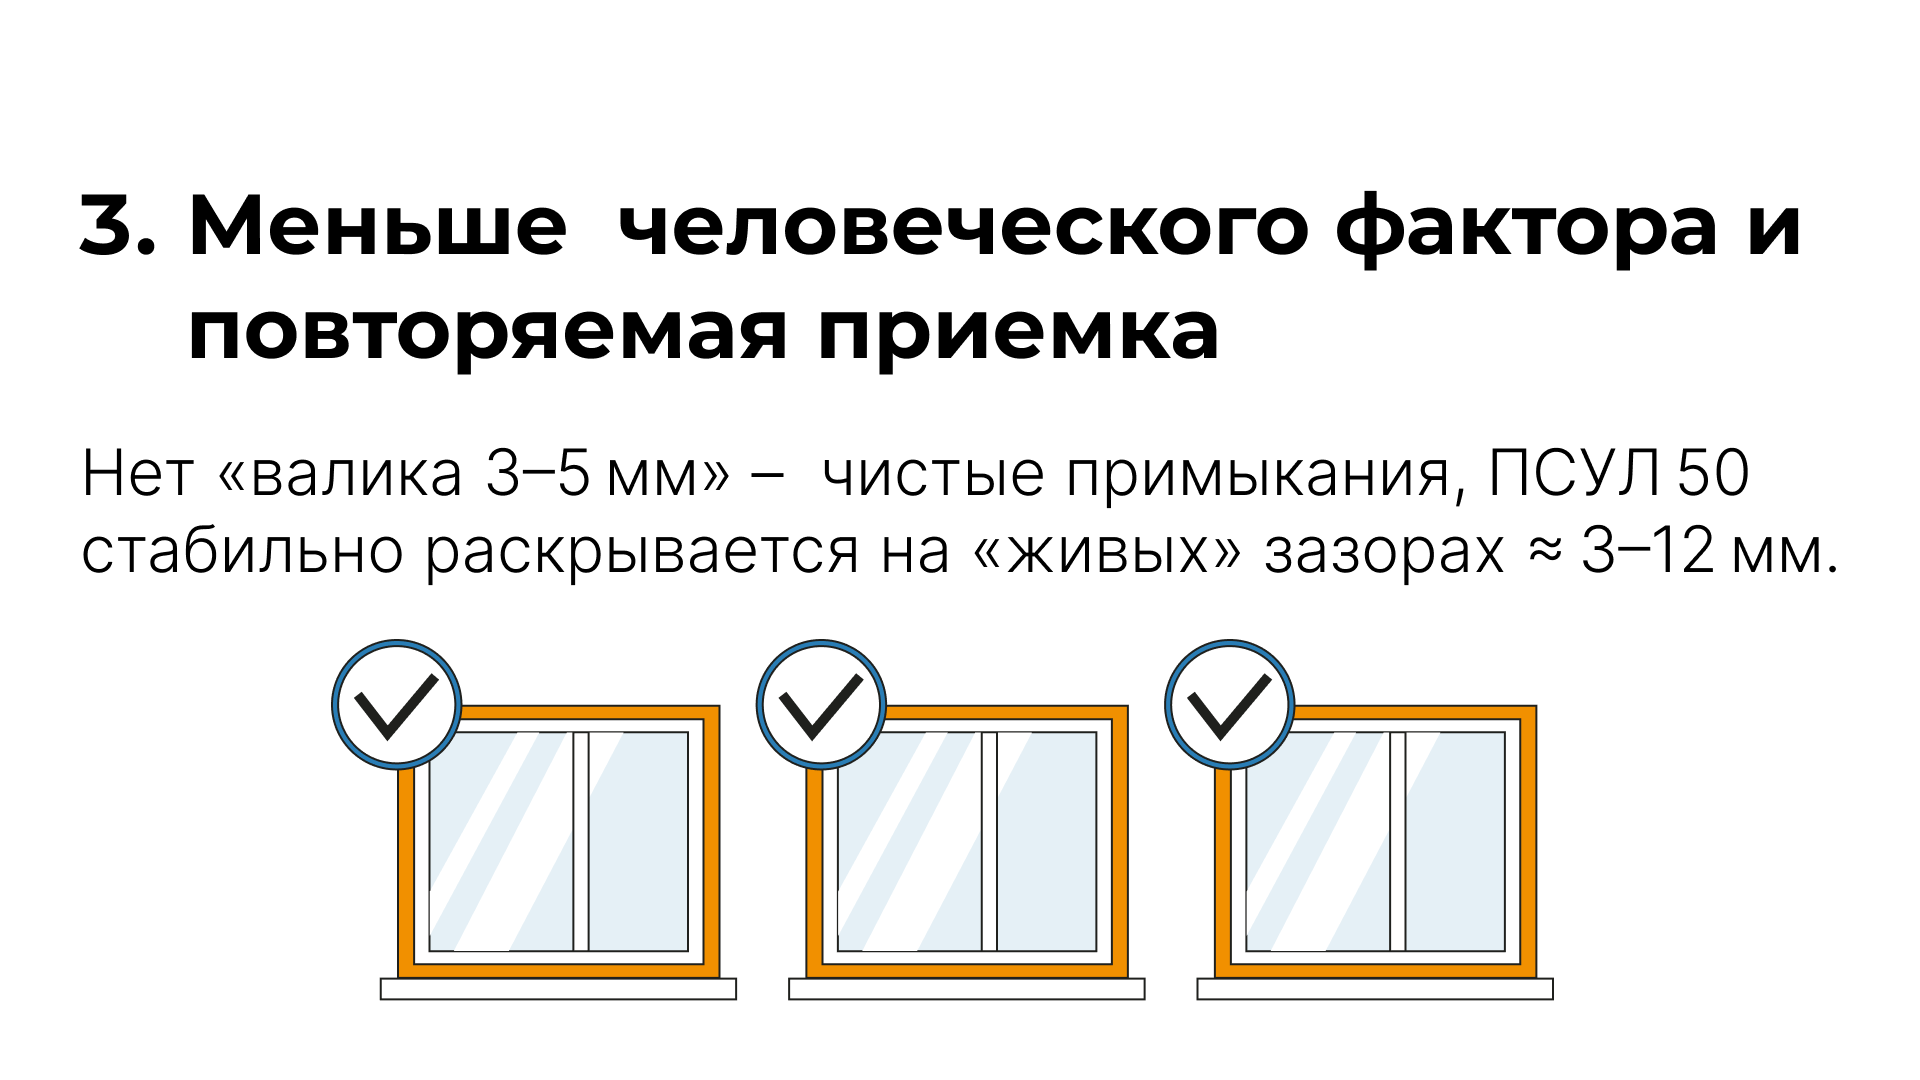 3. Меньше  человеческого фактора и
повторяемая приемка
Нет «валика 3–5 мм» –  чистые примыкания, ПСУЛ 50
стабильно раскрывается на «живых» зазорах ≈ 3–12 мм.